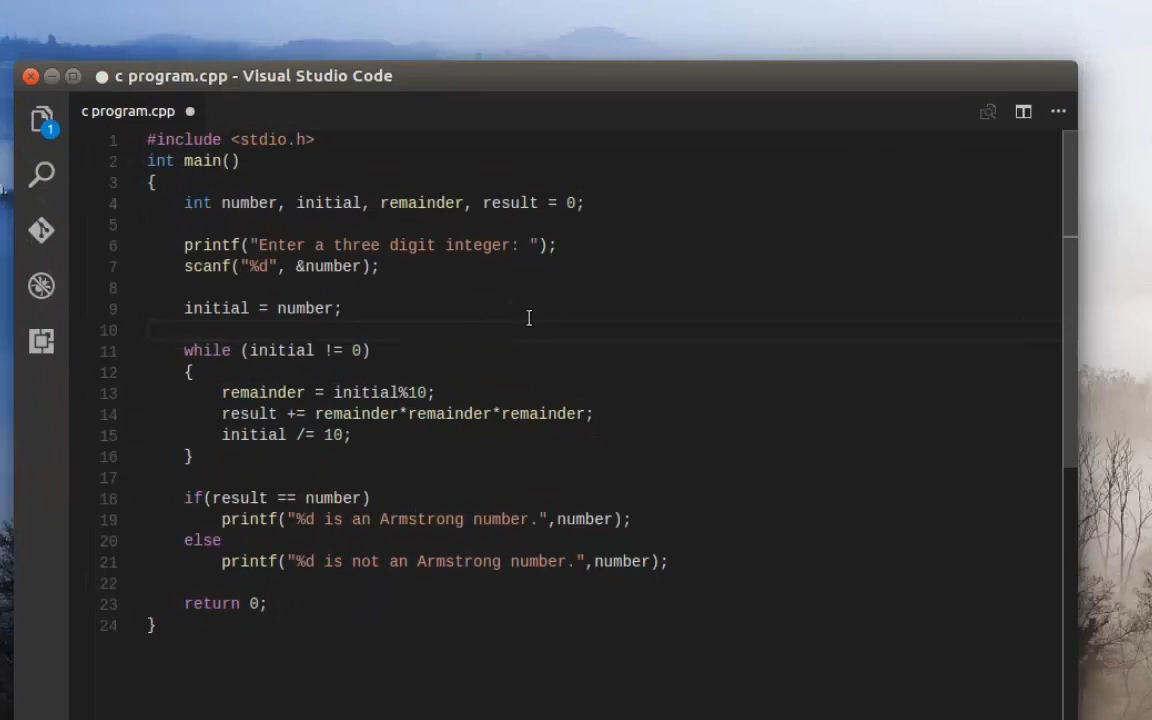 c program.cpp - Visual Studio Code
c program.cpp
1
1 #include <stdio.h>
2 int main()
3 {
4 int number, initial, remainder, result = 0;
5
6 printf("Enter a three digit integer: ");
7 scanf("%d", &number);
8
9 initial = number;
10
11 while (initial != 0)
12 {
13 remainder = initial%10;
14 result += remainder*remainder*remainder;
15 initial /= 10;
16 }
17
18 if(result == number)
19 printf("%d is an Armstrong number.",number);
20 else
21 printf("%d is not an Armstrong number.",number);
22
23 return 0;
24 }